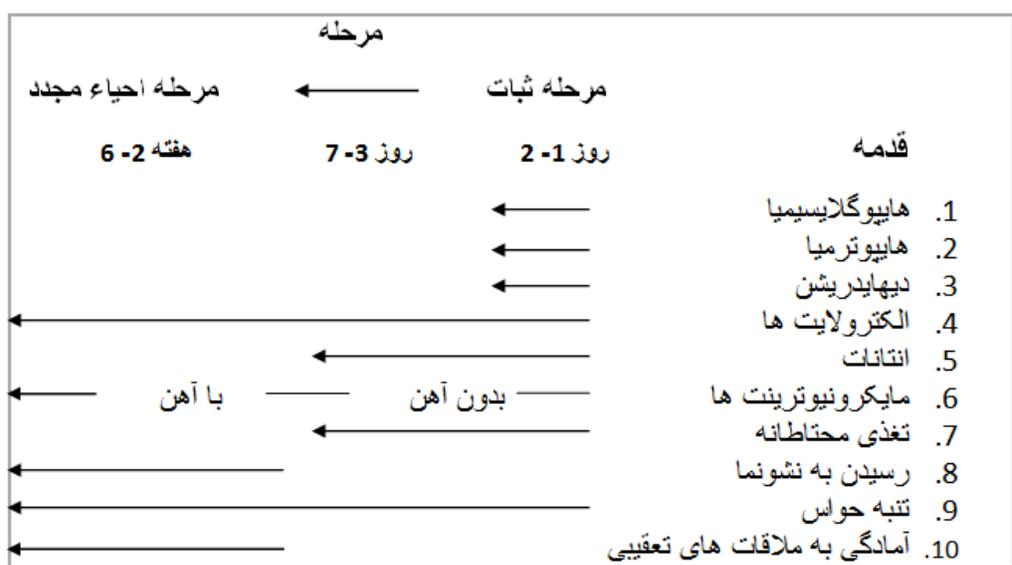 مرحله
مرحله ثبات مرحله احیاء مجدد
قدمه روز 1- 2 روز 3- 7 هفته 2- 6
1. هایپوگلایسیمیا
2. هایپوترمیا
3. دیهایدریشن
4. الکترولایت ها
5. انتانات
6. مایکرونیوترینت ها بدون آهن با آهن
7. تغذی محتاطانه
8. رسیدن به نشونما
9. تنبه حواس
10. آمادگی به ملاقات های تعقیبی